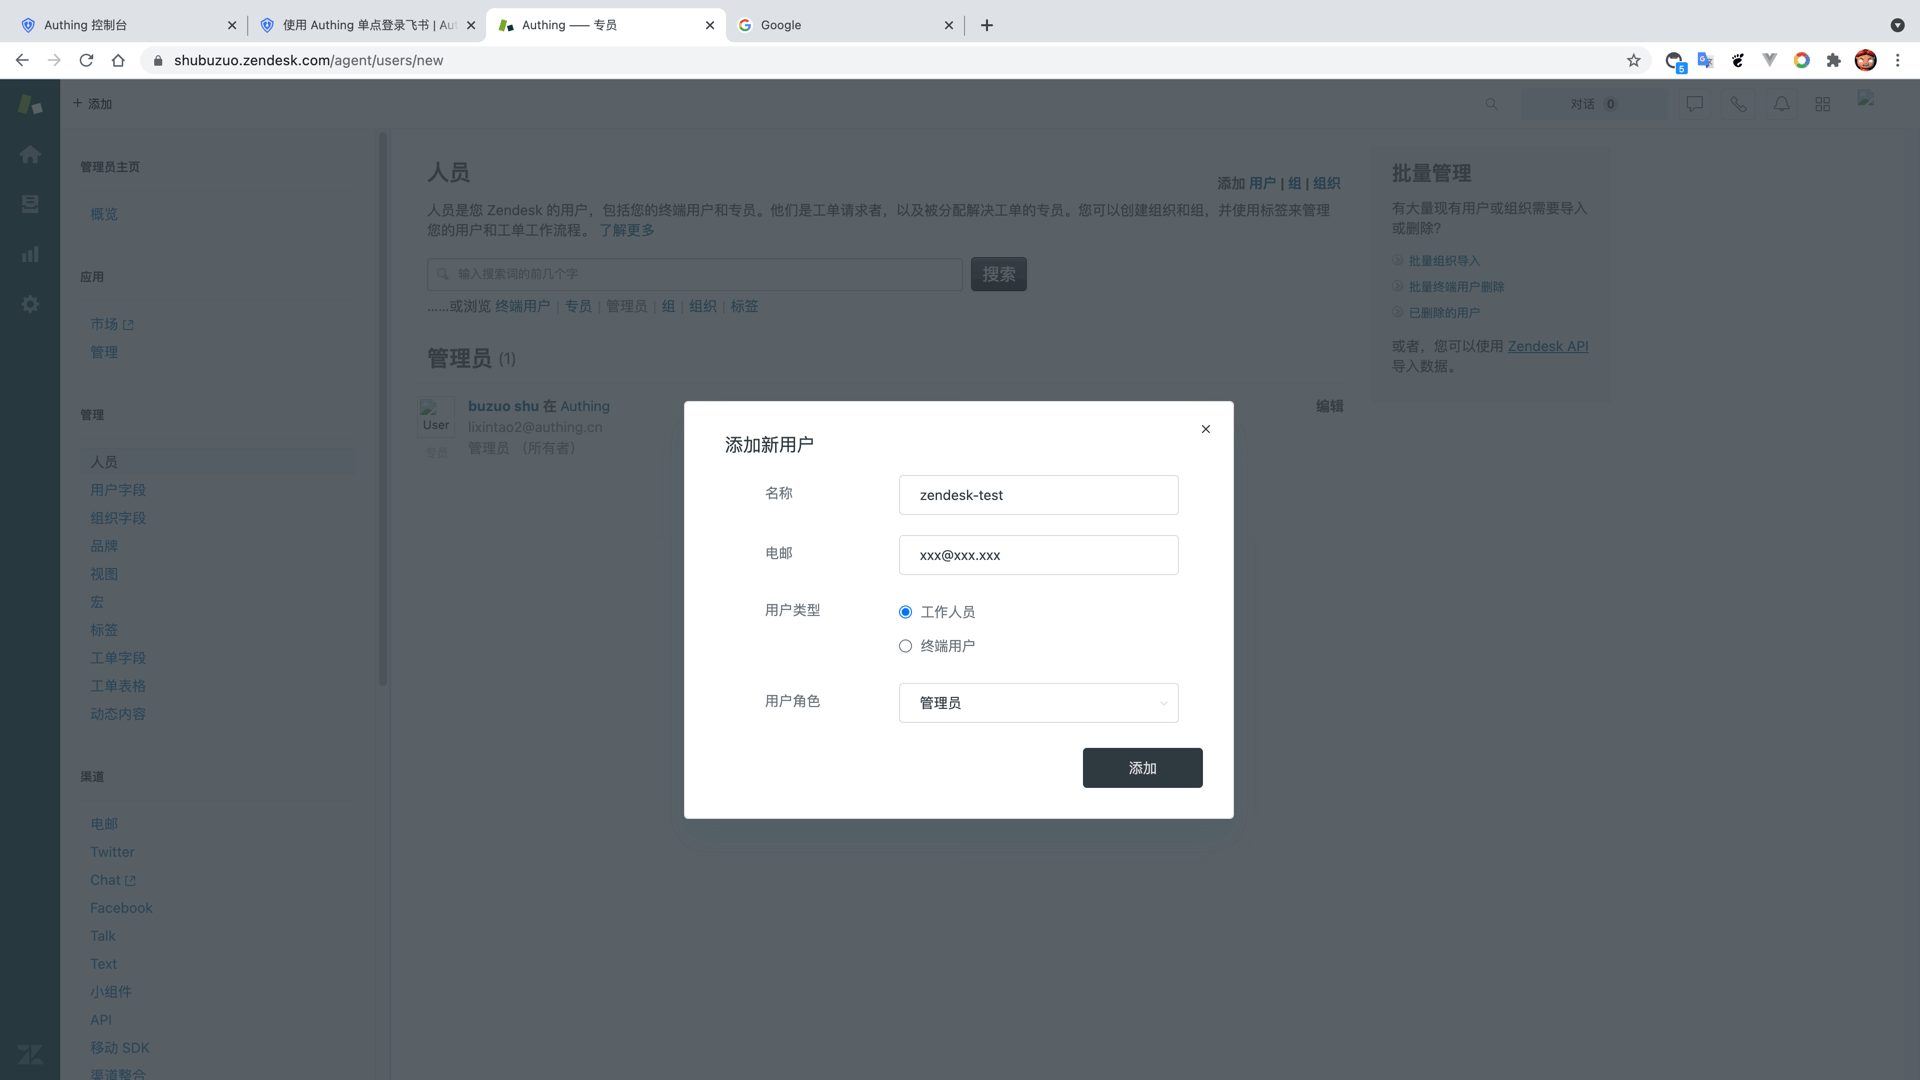 Authing 控制台
使用 Authing 单点登录飞书 | Aut
Authing —— 专员
Google
shubuzuo.zendesk.com/agent/users/new
5
+ 添加
对话 0
管理员主页
概览
应用
市场
管理
管理
人员
用户字段
组织字段
品牌
视图
宏
标签
工单字段
工单表格
动态内容
渠道
电邮
Twitter
Chat
Facebook
Talk
Text
小组件
API
移动 SDK
渠道整合
人员
添加 用户 | 组 | 组织
人员是您 Zendesk 的用户，包括您的终端用户和专员。他们是工单请求者，以及被分配解决工单的专员。您可以创建组织和组，并使用标签来管理
您的用户和工单工作流程。 了解更多
输入搜索词的前几个字
搜索
……或浏览 终端用户 | 专员 | 管理员 | 组 | 组织 | 标签
管理员 (1)
User
专员
buzuo shu 在 Authing
lixintao2@authing.cn
管理员 （所有者）
编辑
批量管理
有大量现有用户或组织需要导入
或删除？
批量组织导入
批量终端用户删除
已删除的用户
或者，您可以使用 Zendesk API
导入数据。
添加新用户
名称
zendesk-test
电邮
xxx@xxx.xxx
用户类型
工作人员
终端用户
用户角色
管理员
添加